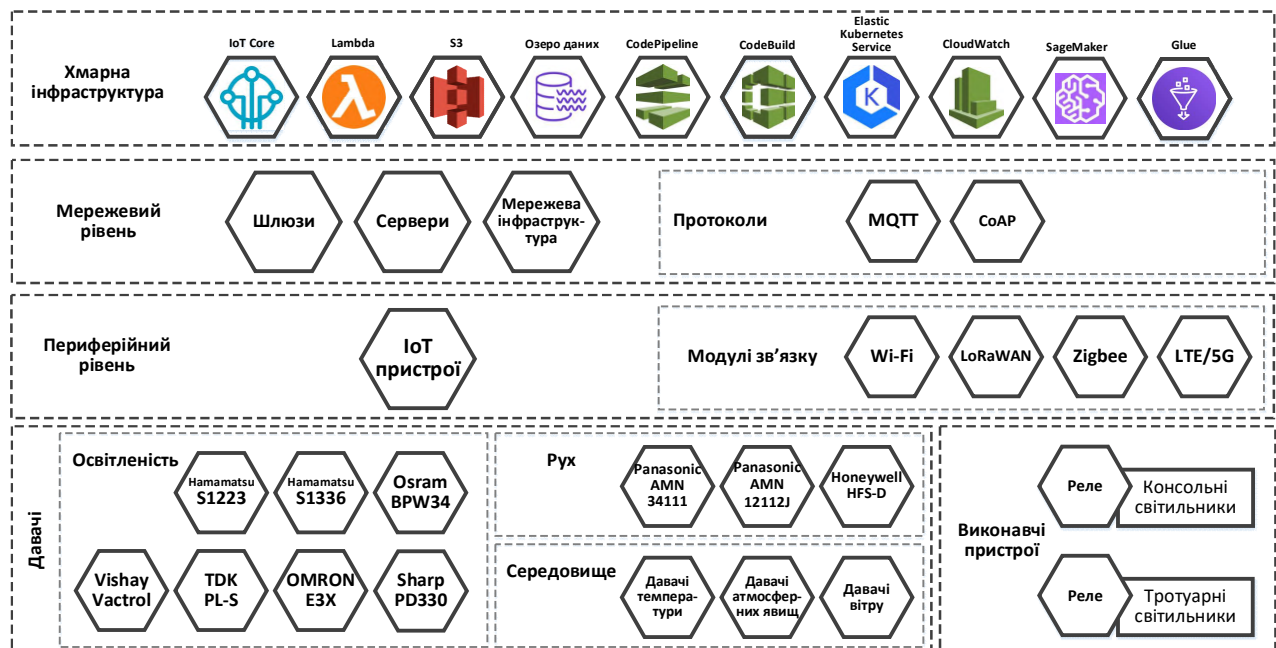 Хмарна
інфраструктура
IoT Core
Lambda
S3
Озеро даних
CodePipeline
CodeBuild
Elastic
Kubernetes
Service
CloudWatch
SageMaker
Glue
K
Мережевий
рівень
Шлюзи
Сервери
Мережева
інфраструк-
тура
Протоколи
MQTT
CoAP
Периферійний
рівень
IoT
пристрої
Модулі зв’язку
Wi-Fi
LoRaWAN
Zigbee
LTE/5G
Давачі
Освітленість
Hamamatsu
S1223
Hamamatsu
S1336
Osram
BPW34
Vishay
Vactrol
TDK
PL-S
OMRON
E3X
Sharp
PD330
Рух
Panasonic
AMN
34111
Panasonic
AMN
12112J
Honeywell
HFS-D
Середовище
Давачі
темпера-
тури
Давачі
атмосфер-
них явищ
Давачі
вітру
Виконавчі
пристрої
Реле
Консольні
світильники
Реле
Тротуарні
світильники